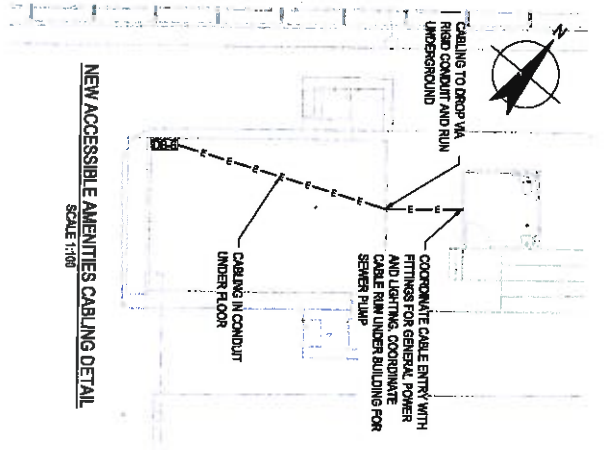 N
CABLING TO DROP VIA
RIGID CONDUIT AND RUN
UNDERGROUND
COORDINATE CABLE ENTRY WITH
FITTINGS FOR GENERAL POWER
AND LIGHTING. COORDINATE
CABLE RUN UNDER BUILDING FOR
SEWER PUMP
E E E E E E E
E E
CABLING IN CONDUIT
UNDER FLOOR
NEW ACCESSIBLE AMENITIES CABLING DETAIL
SCALE 1:100